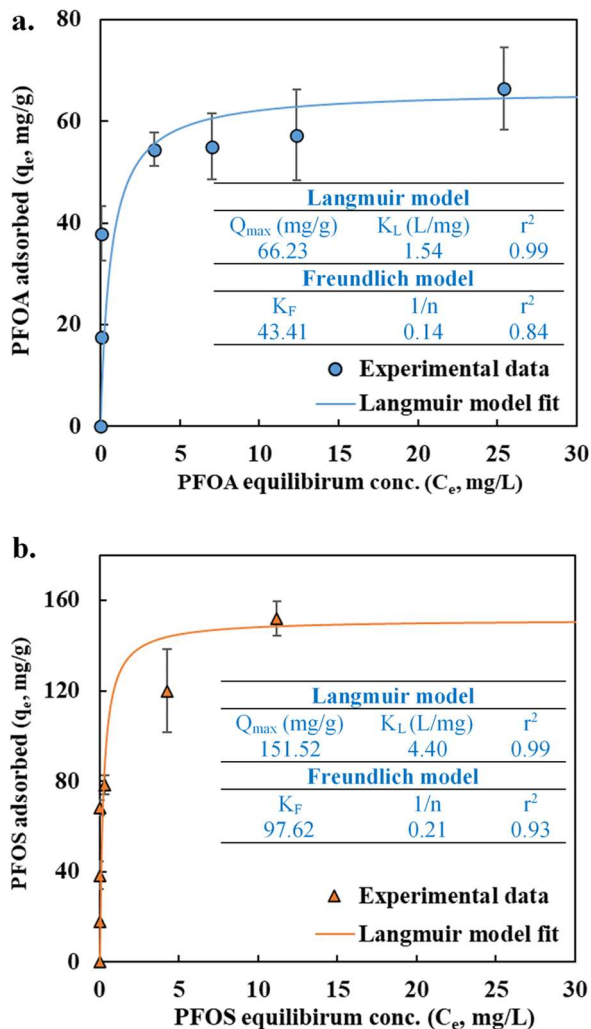 a.
80
60
40
20
0
PFOA adsorbed (qe, mg/g)
Langmuir model
Qmax (mg/g) KL (L/mg) r²
66.23 1.54 0.99
Freundlich model
KF 1/n r²
43.41 0.14 0.84
Experimental data
Langmuir model fit
0 5 10 15 20 25 30
PFOA equilibirum conc. (Ce, mg/L)
b.
160
120
80
40
0
PFOS adsorbed (qe, mg/g)
Langmuir model
Qmax (mg/g) KL (L/mg) r²
151.52 4.40 0.99
Freundlich model
KF 1/n r²
97.62 0.21 0.93
Experimental data
Langmuir model fit
0 5 10 15 20 25 30
PFOS equilibirum conc. (Ce, mg/L)